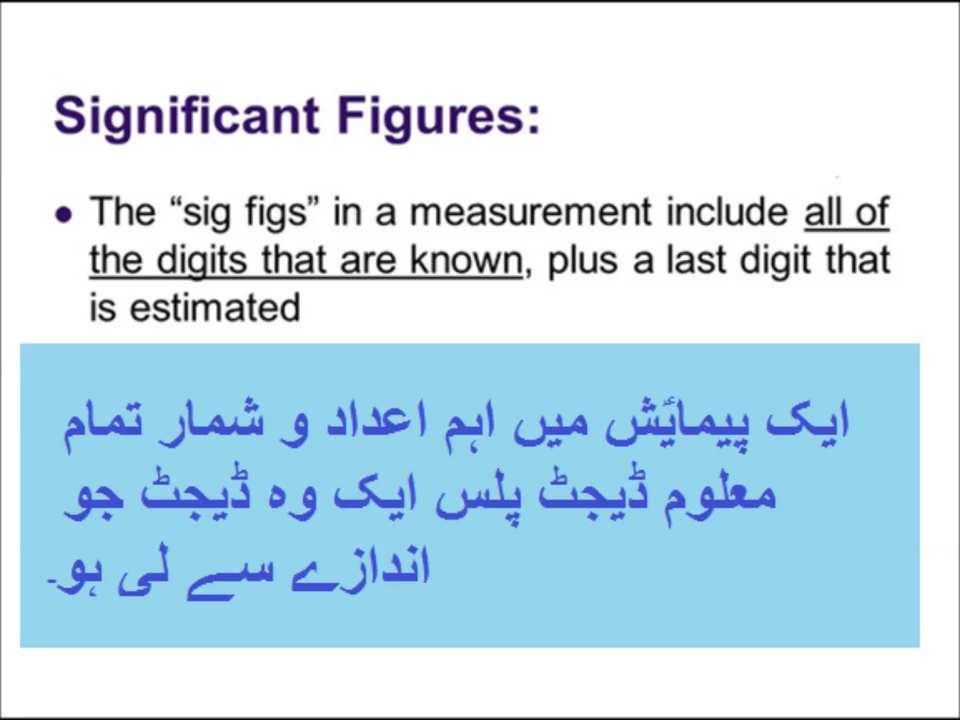 Significant Figures:
• The “sig figs” in a measurement include all of
the digits that are known, plus a last digit that
is estimated
ایک پیمائش میں اہم اعداد و شمار تمام
معلوم ڈیجٹ پلس ایک وہ ڈیجٹ جو
اندازے سے لی ہو۔